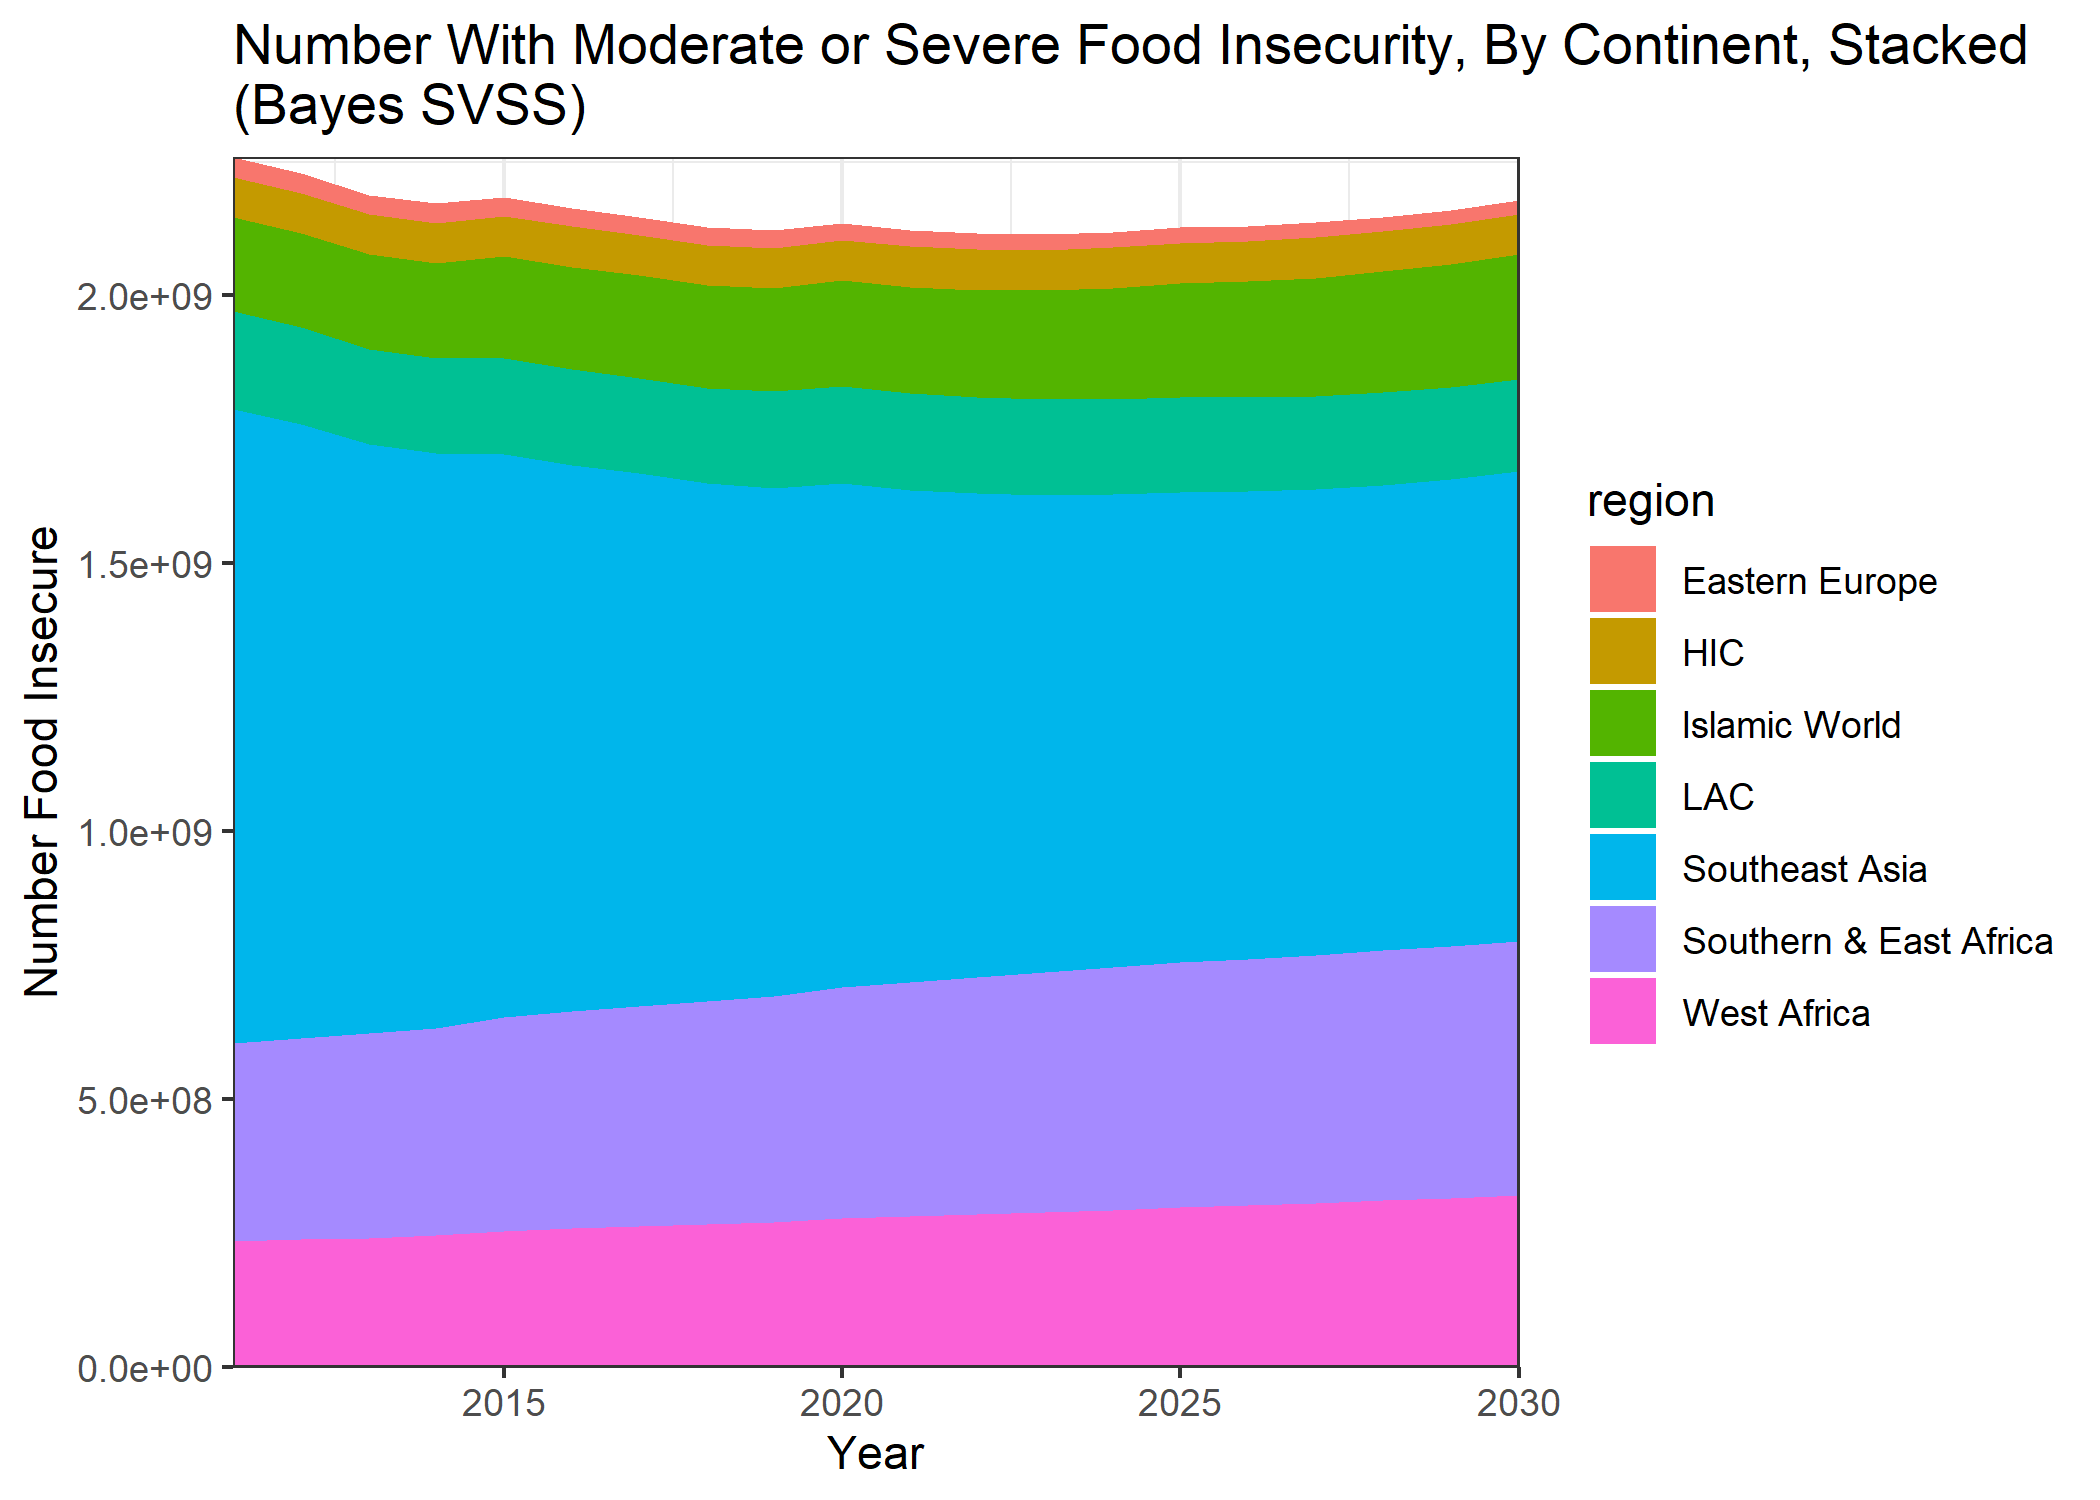 Number With Moderate or Severe Food Insecurity, By Continent, Stacked
(Bayes SVSS)
Number Food Insecure
2.0e+09
1.5e+09
1.0e+09
5.0e+08
0.0e+00
2015
2020
2025
2030
Year
region
Eastern Europe
HIC
Islamic World
LAC
Southeast Asia
Southern & East Africa
West Africa